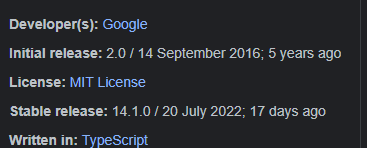 Developer(s): Google
Initial release: 2.0 / 14 September 2016; 5 years ago
License: MIT License
Stable release: 14.1.0 / 20 July 2022; 17 days ago
Written in: TypeScript